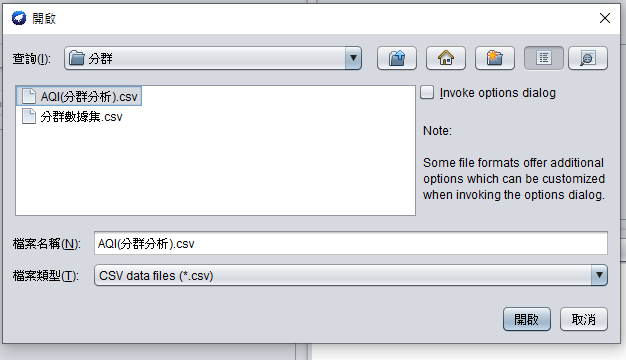 開啟
查詢(I):
分群
AQI(分群分析).csv
分群數據集.csv
Invoke options dialog
Note:
Some file formats offer additional
options which can be customized
when invoking the options dialog.
檔案名稱(N):
AQI(分群分析).csv
檔案類型(T):
CSV data files (*.csv)
開啟
取消